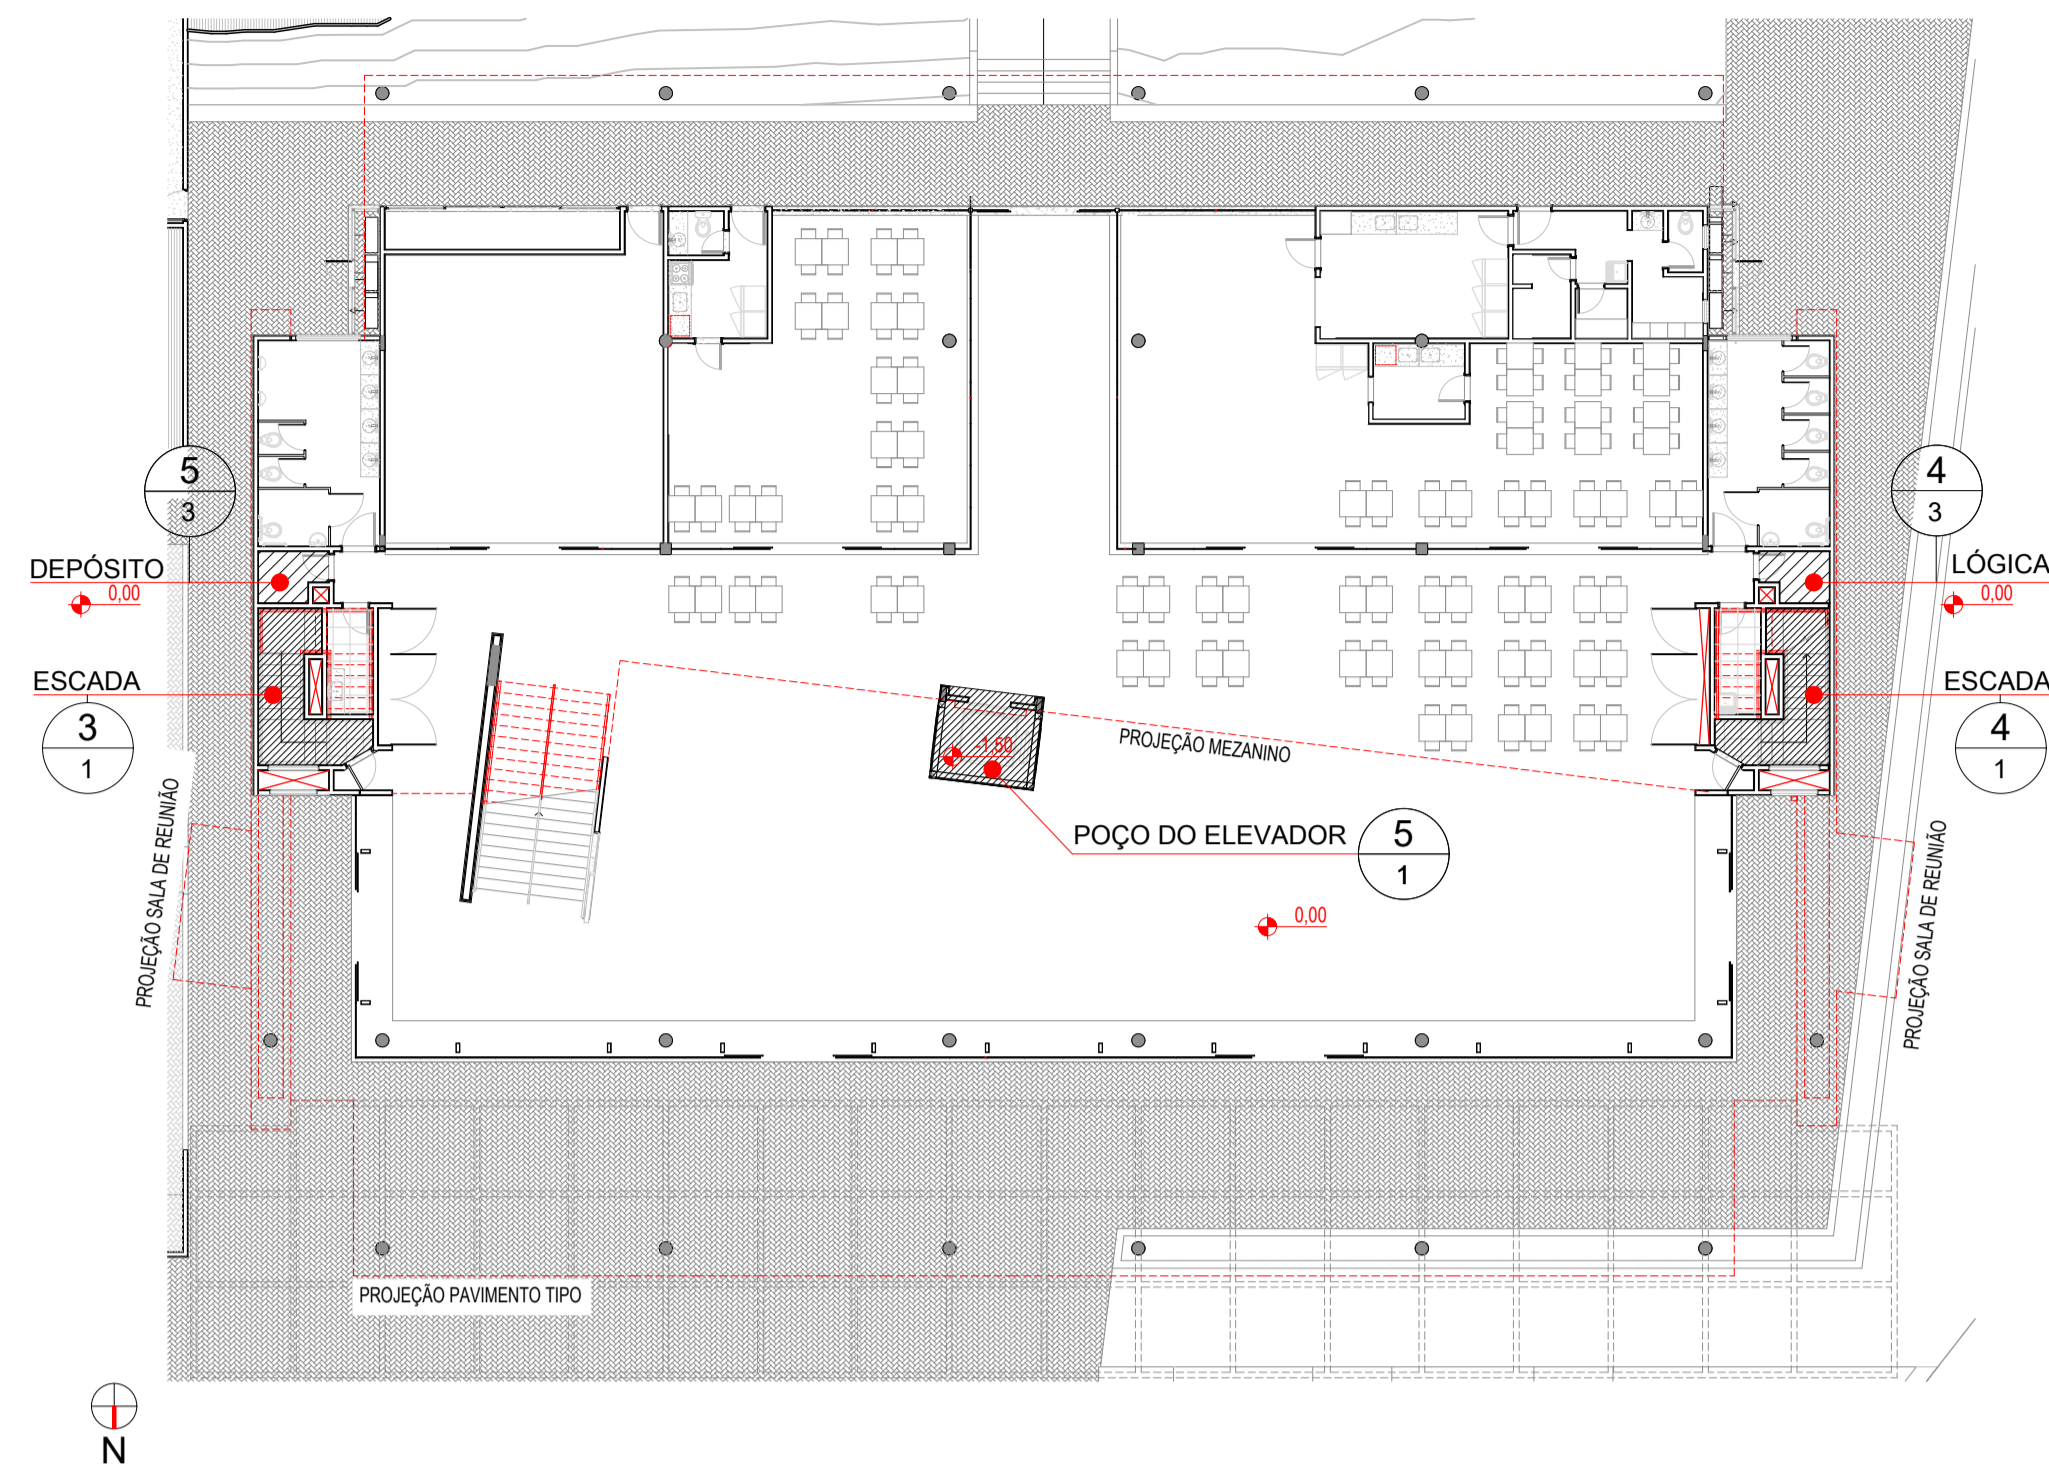 5
3
4
3
DEPÓSITO
0,00
LÓGICA
0,00
ESCADA
3
1
ESCADA
4
1
-1,50
PROJEÇÃO MEZANINO
POÇO DO ELEVADOR
5
1
PROJEÇÃO SALA DE REUNIÃO
PROJEÇÃO SALA DE REUNIÃO
0,00
PROJEÇÃO PAVIMENTO TIPO
N